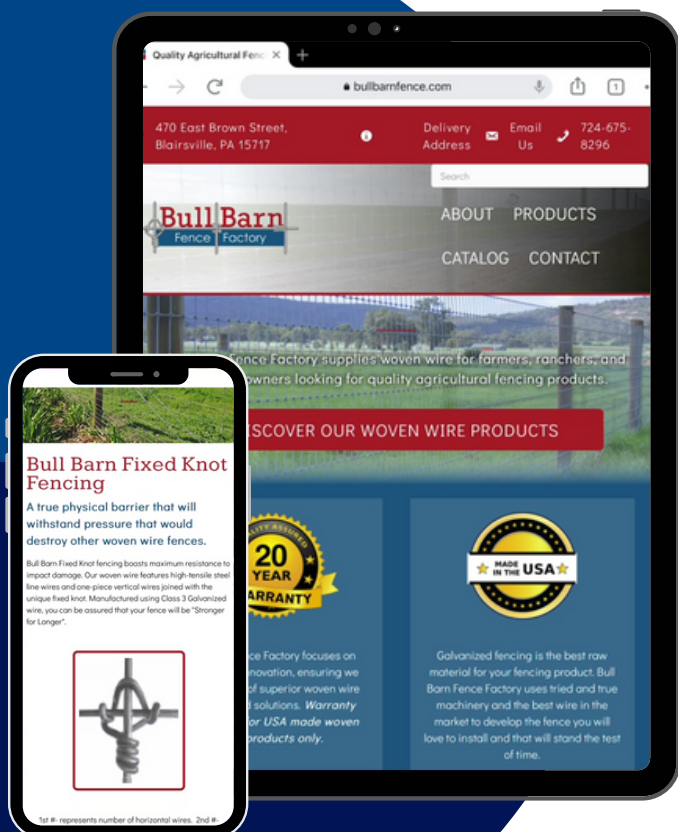 Quality Agricultural Fenc
bullbarnfence.com
1
470 East Brown Street,
Blairsville, PA 15717
Delivery
Address
Email
Us
724-675-
8296
Search
Bull Barn
Fence Factory
ABOUT PRODUCTS
CATALOG CONTACT
Fence Factory supplies woven wire for farmers, ranchers, and
owners looking for quality agricultural fencing products.
ISCOVER OUR WOVEN WIRE PRODUCTS
Bull Barn Fixed Knot
Fencing
A true physical barrier that will
withstand pressure that would
destroy other woven wire fences.
Bull Barn Fixed Knot fencing boasts maximum resistance to
impact damage. Our woven wire features high-tensile steel
line wires and one-piece vertical wires joined with the
unique fixed knot. Manufactured using Class 3 Galvanized
wire, you can be assured that your fence will be "Stronger
for Longer".
1st #- represents number of horizontal wires. 2nd #-
ITY ASSURED
20
YEAR
ARRANTY
ce Factory focuses on
novation, ensuring we
of superior woven wire
d solutions. Warranty
or USA made woven
products only.
MADE
IN THE USA
Galvanized fencing is the best raw
material for your fencing product. Bull
Barn Fence Factory uses tried and true
machinery and the best wire in the
market to develop the fence you will
love to install and that will stand the test
of time.